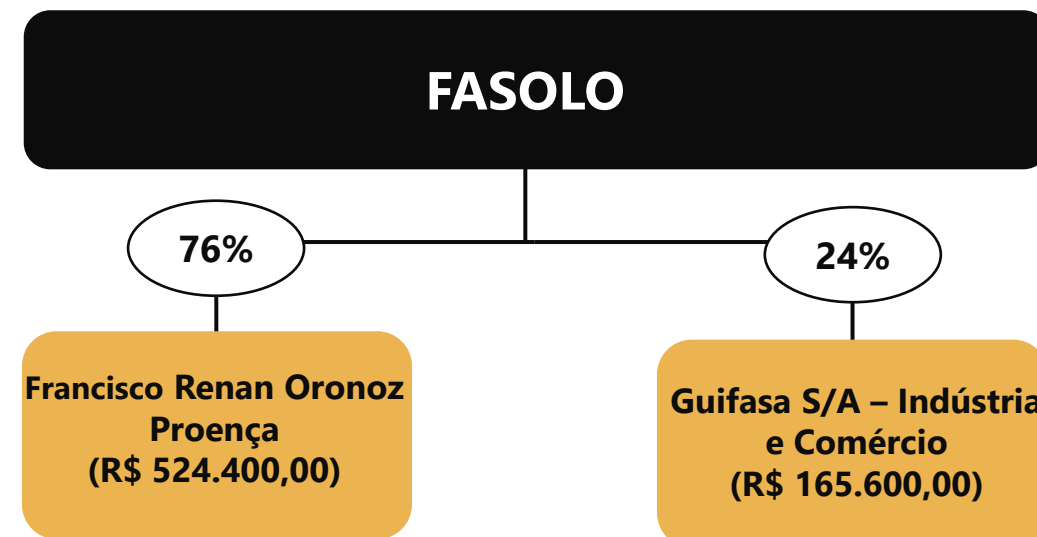 FASOLO
76%
24%
Francisco Renan Oronoz
Proença
(R$ 524.400,00)
Guifasa S/A – Indústria
e Comércio
(R$ 165.600,00)